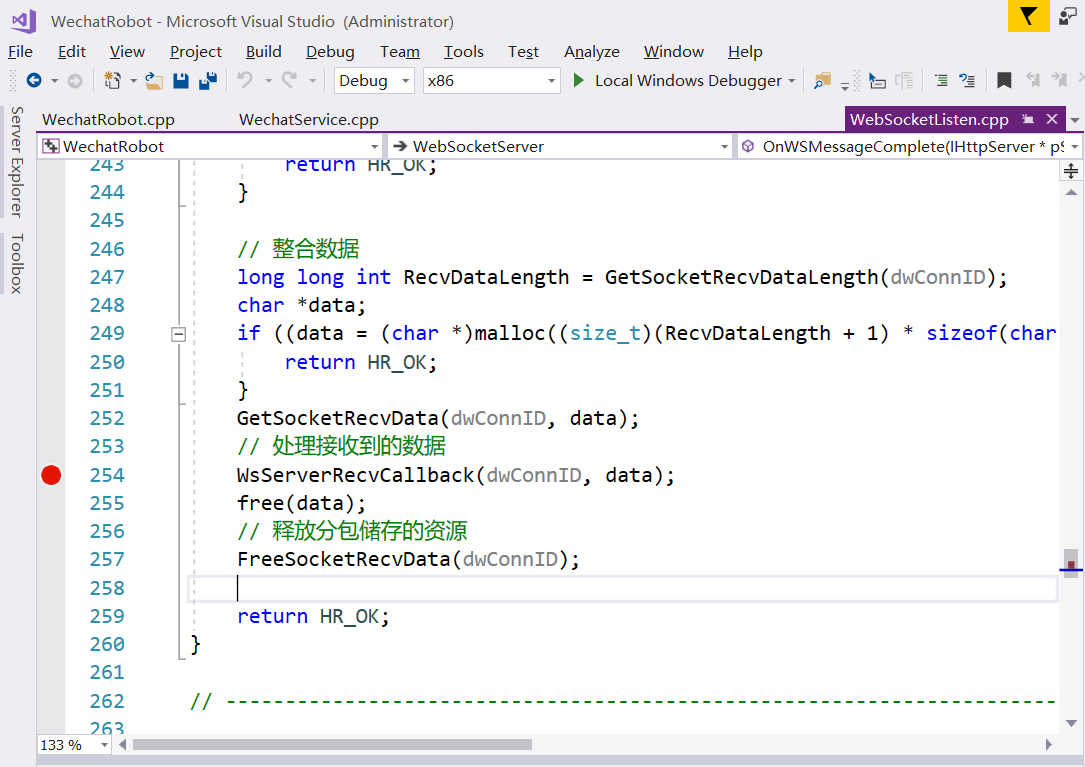 WechatRobot - Microsoft Visual Studio (Administrator)
File Edit View Project Build Debug Team Tools Test Analyze Window Help
Debug x86 Local Windows Debugger
Server Explorer
Toolbox
WechatRobot.cpp WechatService.cpp WebSocketListen.cpp
WechatRobot WebSocketServer OnWSMessageComplete(IHttpServer * pS
243 return HR_OK;
244 }
245
246 // 整合数据
247 long long int RecvDataLength = GetSocketRecvDataLength(dwConnID);
248 char *data;
249 if ((data = (char *)malloc((size_t)(RecvDataLength + 1) * sizeof(char
250 return HR_OK;
251 }
252 GetSocketRecvData(dwConnID, data);
253 // 处理接收到的数据
254 WsServerRecvCallback(dwConnID, data);
255 free(data);
256 // 释放分包储存的资源
257 FreeSocketRecvData(dwConnID);
258
259 return HR_OK;
260 }
261
262 // ----------------------------------------------------------------------
263
133 %